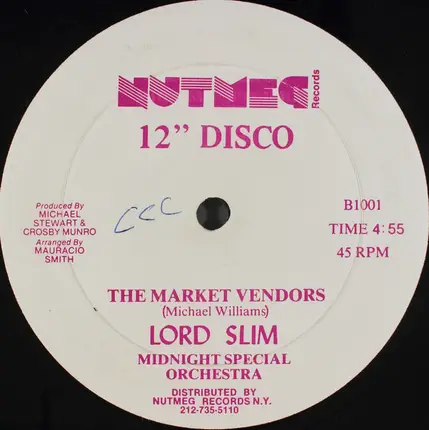 NUTMEG Records
12” DISCO
Produced By
MICHAEL
STEWART &
CROSBY MUNRO
Arranged By
MAURACIO
SMITH
CCC
B1001
TIME 4:55
45 RPM
THE MARKET VENDORS
(Michael Williams)
LORD SLIM
MIDNIGHT SPECIAL
ORCHESTRA
DISTRIBUTED BY
NUTMEG RECORDS N.Y.
212-735-5110